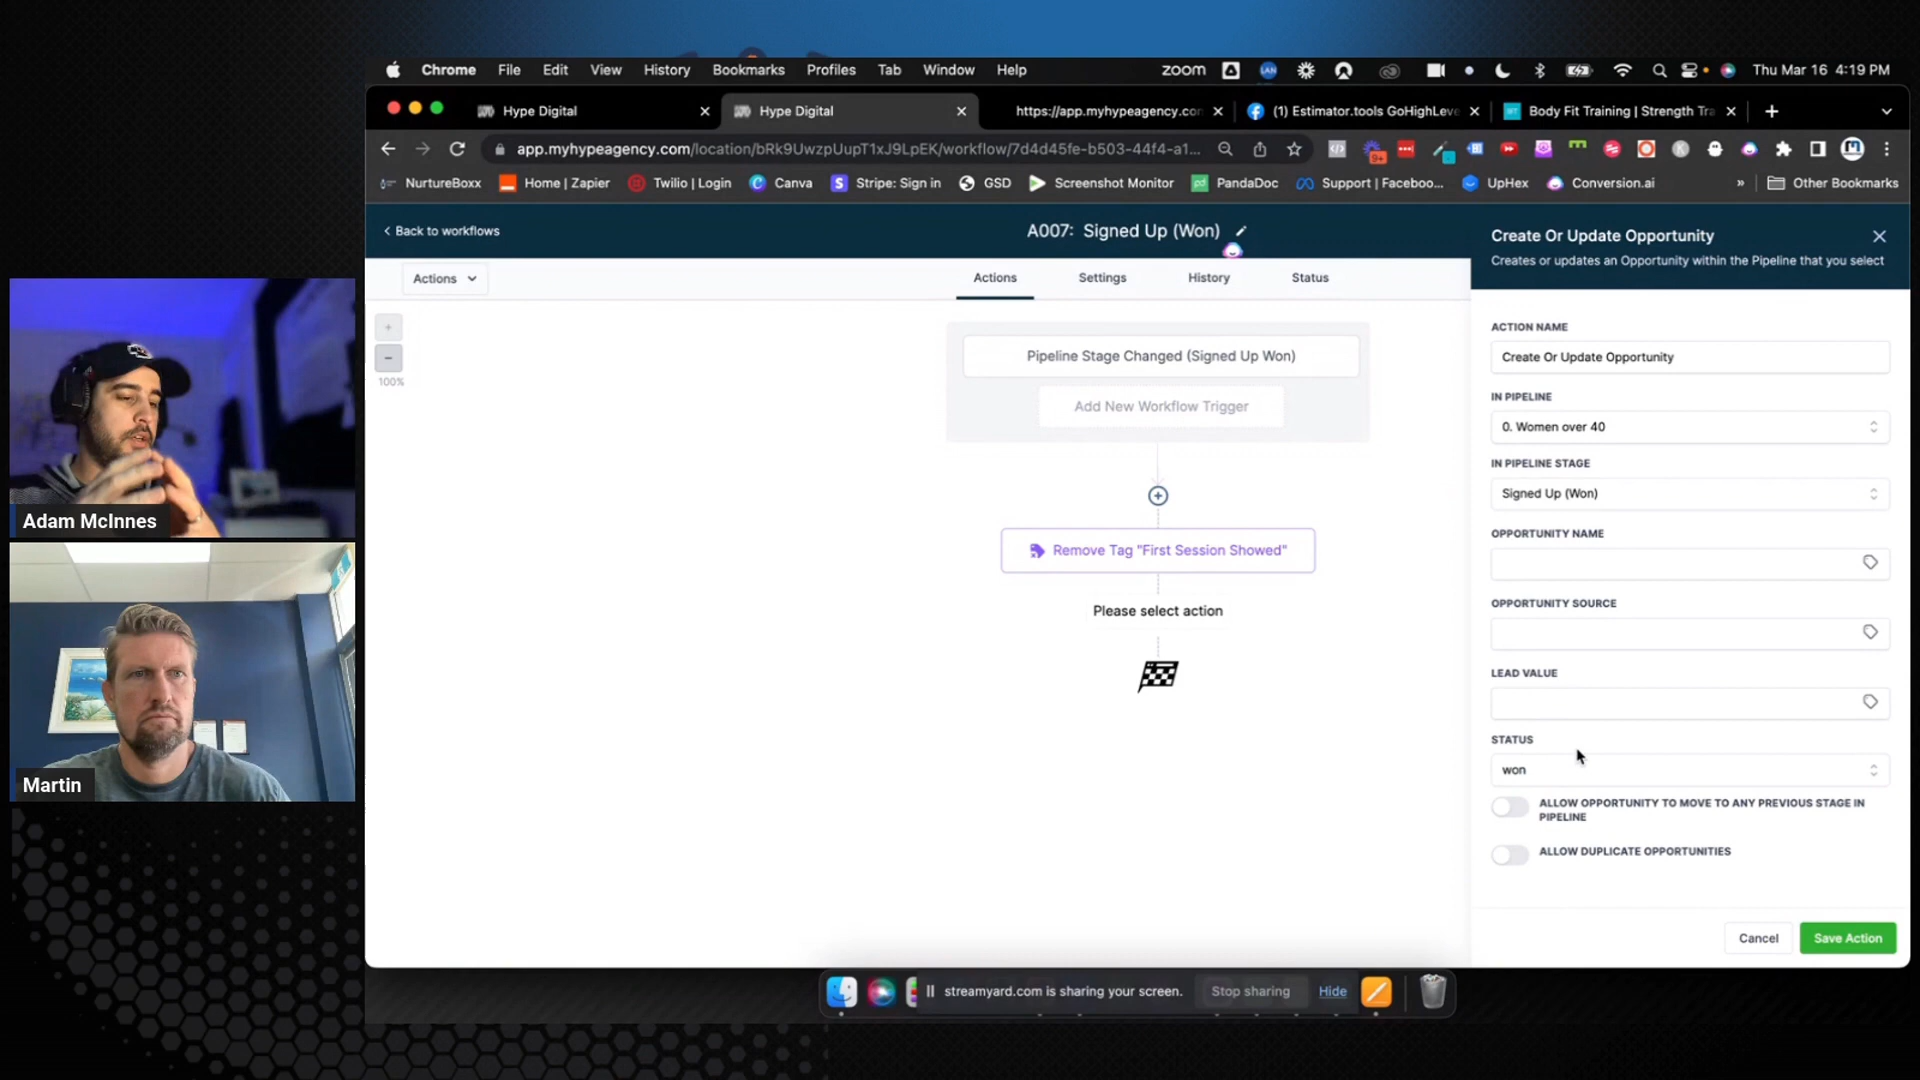 Chrome File Edit View History Bookmarks Profiles Tab Window Help
zoom
LAN
Thu Mar 16 4:19 PM
Hype Digital
Hype Digital
https://app.myhypeagency.con
(1) Estimator.tools GoHighLeve
Body Fit Training | Strength Tra
app.myhypeagency.com/location/bRk9UwzpUupT1xJ9LpEK/workflow/7d4d45fe-b503-44f4-a1...
9+
NurtureBoxx
Home | Zapier
Twilio | Login
Canva
Stripe: Sign in
GSD
Screenshot Monitor
PandaDoc
Support | Faceboo...
UpHex
Conversion.ai
»
Other Bookmarks
Back to workflows
A007: Signed Up (Won)
Create Or Update Opportunity
Creates or updates an Opportunity within the Pipeline that you select
Actions
Actions
Settings
History
Status
+
−
100%
Pipeline Stage Changed (Signed Up Won)
Add New Workflow Trigger
Remove Tag "First Session Showed"
Please select action
ACTION NAME
Create Or Update Opportunity
IN PIPELINE
0. Women over 40
IN PIPELINE STAGE
Signed Up (Won)
OPPORTUNITY NAME
OPPORTUNITY SOURCE
LEAD VALUE
STATUS
won
ALLOW OPPORTUNITY TO MOVE TO ANY PREVIOUS STAGE IN
PIPELINE
ALLOW DUPLICATE OPPORTUNITIES
Cancel
Save Action
Adam McInnes
Martin
streamyard.com is sharing your screen.
Stop sharing
Hide